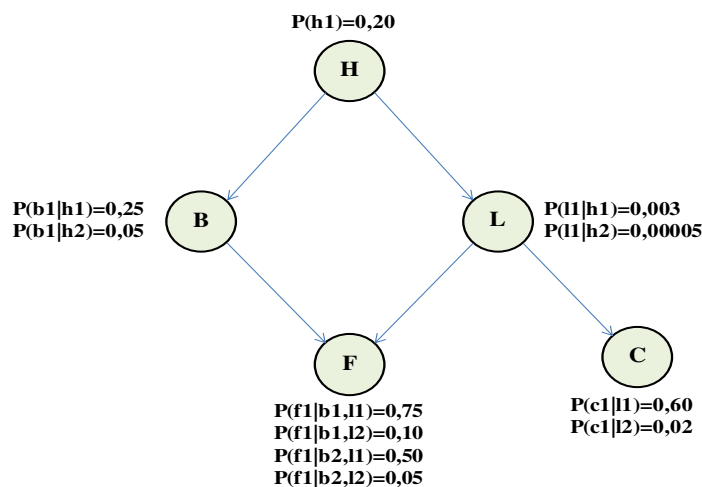 P(h1)=0,20
H
P(b1|h1)=0,25
P(b1|h2)=0,05
B
L
P(l1|h1)=0,003
P(l1|h2)=0,00005
F
C
P(f1|b1,l1)=0,75
P(f1|b1,l2)=0,10
P(f1|b2,l1)=0,50
P(f1|b2,l2)=0,05
P(c1|l1)=0,60
P(c1|l2)=0,02